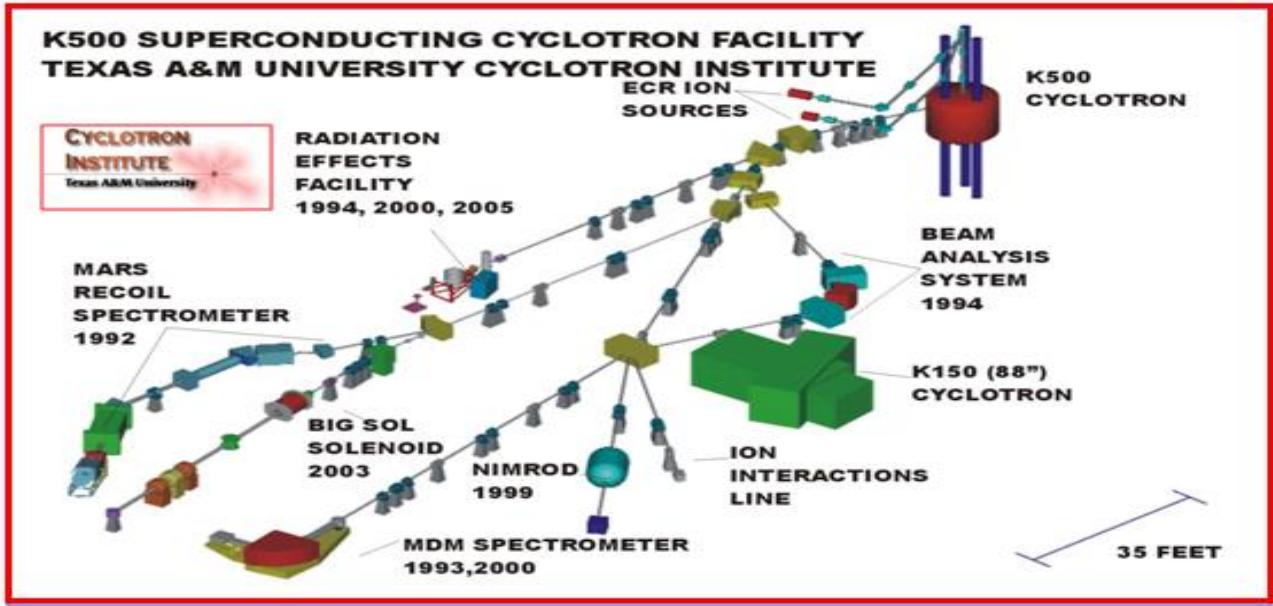 K500 SUPERCONDUCTING CYCLOTRON FACILITY
TEXAS A&M UNIVERSITY CYCLOTRON INSTITUTE
ECR ION
SOURCES
K500
CYCLOTRON
CYCLOTRON
INSTITUTE
Texas A&M University
RADIATION
EFFECTS
FACILITY
1994, 2000, 2005
BEAM
ANALYSIS
SYSTEM
1994
MARS
RECOIL
SPECTROMETER
1992
K150 (88”)
CYCLOTRON
BIG SOL
SOLENOID
2003
NIMROD
1999
ION
INTERACTIONS
LINE
MDM SPECTROMETER
1993,2000
35 FEET